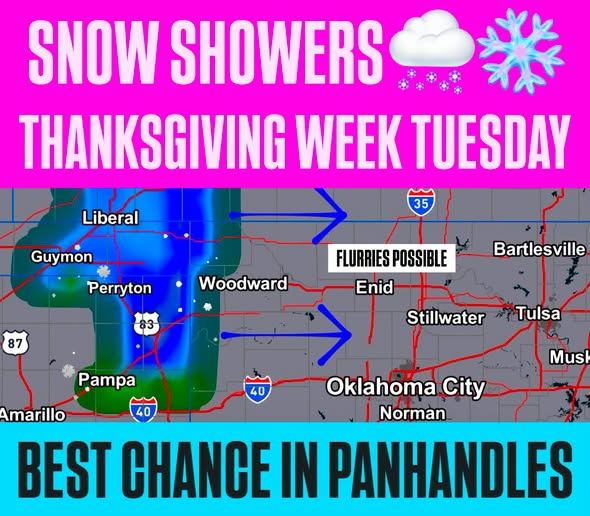 SNOW SHOWERS
THANKSGIVING WEEK TUESDAY
35
Liberal
Guymon
FLURRIES POSSIBLE
Bartlesville
Perryton
Woodward
Enid
83
Stillwater
Tulsa
87
Musk
Pampa
40
Oklahoma City
Amarillo
40
Norman
BEST CHANCE IN PANHANDLES